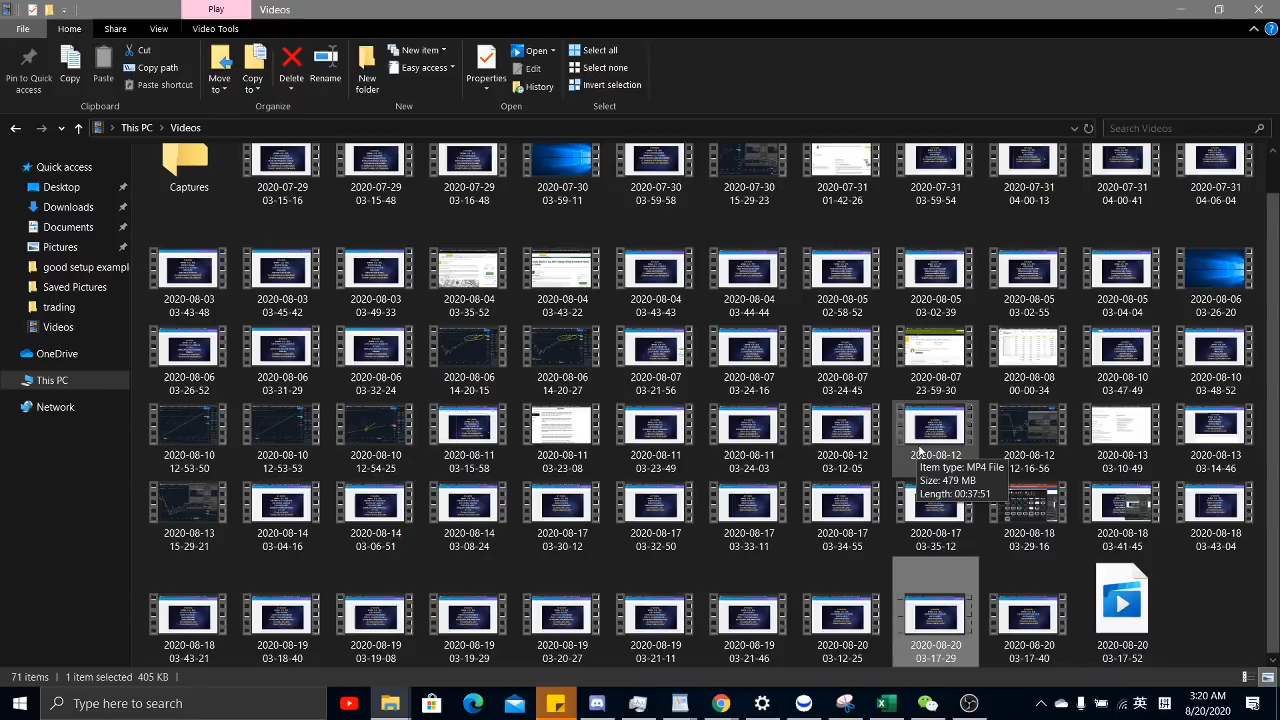 Play
Videos
File
Home
Share
View
Video Tools
Pin to Quick access
Copy
Paste
Cut
Copy path
Paste shortcut
Clipboard
Move to
Copy to
Delete
Rename
Organize
New folder
New item
Easy access
New
Properties
Open
Edit
History
Open
Select all
Select none
Invert selection
Select
This PC
Videos
Search Videos
Quick access
Desktop
Downloads
Documents
Pictures
good setup exampl
Saved Pictures
trading
Videos
OneDrive
This PC
Network
Captures
2020-07-29 03-15-16
2020-07-29 03-15-48
2020-07-29 03-16-48
2020-07-30 03-59-11
2020-07-30 03-59-58
2020-07-30 15-29-23
2020-07-31 01-42-26
2020-07-31 03-59-54
2020-07-31 04-00-13
2020-07-31 04-00-41
2020-07-31 04-06-04
2020-08-03 03-35-52
2020-08-03 03-42-03
2020-08-03 03-49-33
2020-08-04 03-35-48
2020-08-04 03-43-22
2020-08-04 03-43-43
2020-08-04 03-44-44
2020-08-05 02-58-52
2020-08-05 03-02-39
2020-08-05 03-03-55
2020-08-05 03-04-04
2020-08-06 03-26-20
2020-08-06 03-26-52
2020-08-06 03-31-29
2020-08-06 03-32-24
2020-08-06 14-20-15
2020-08-06 14-20-27
2020-08-07 03-21-56
2020-08-07 03-24-16
2020-08-07 03-24-45
2020-08-07 23-59-07
2020-08-08 00-00-34
2020-08-10 03-47-49
2020-08-10 03-48-52
2020-08-10 12-53-50
2020-08-10 12-53-53
2020-08-10 12-54-25
2020-08-11 03-15-58
2020-08-11 03-23-08
2020-08-11 03-23-49
2020-08-11 03-24-03
2020-08-12 03-12-05
2020-08-12
2020-08-12 12-16-56
2020-08-13 03-10-49
2020-08-13 03-14-46
Item type: MP4 File
Size: 479 MB
Length: 00:37:51
2020-08-13 15-29-21
2020-08-14 03-04-16
2020-08-14 03-06-51
2020-08-14 03-08-24
2020-08-17 03-30-12
2020-08-17 03-32-50
2020-08-17 03-33-11
2020-08-17 03-34-55
2020-08-17 03-35-12
2020-08-18 03-29-16
2020-08-18 03-41-45
2020-08-18 03-43-04
2020-08-18 03-43-21
2020-08-19 03-18-40
2020-08-19 03-19-08
2020-08-19 03-19-29
2020-08-19 03-20-27
2020-08-19 03-21-11
2020-08-19 03-21-46
2020-08-20 03-12-25
2020-08-20 03-17-29
2020-08-20 03-17-40
2020-08-20 03-17-52
71 items
1 item selected 405 KB
Type here to search
英
3:20 AM
8/20/2020